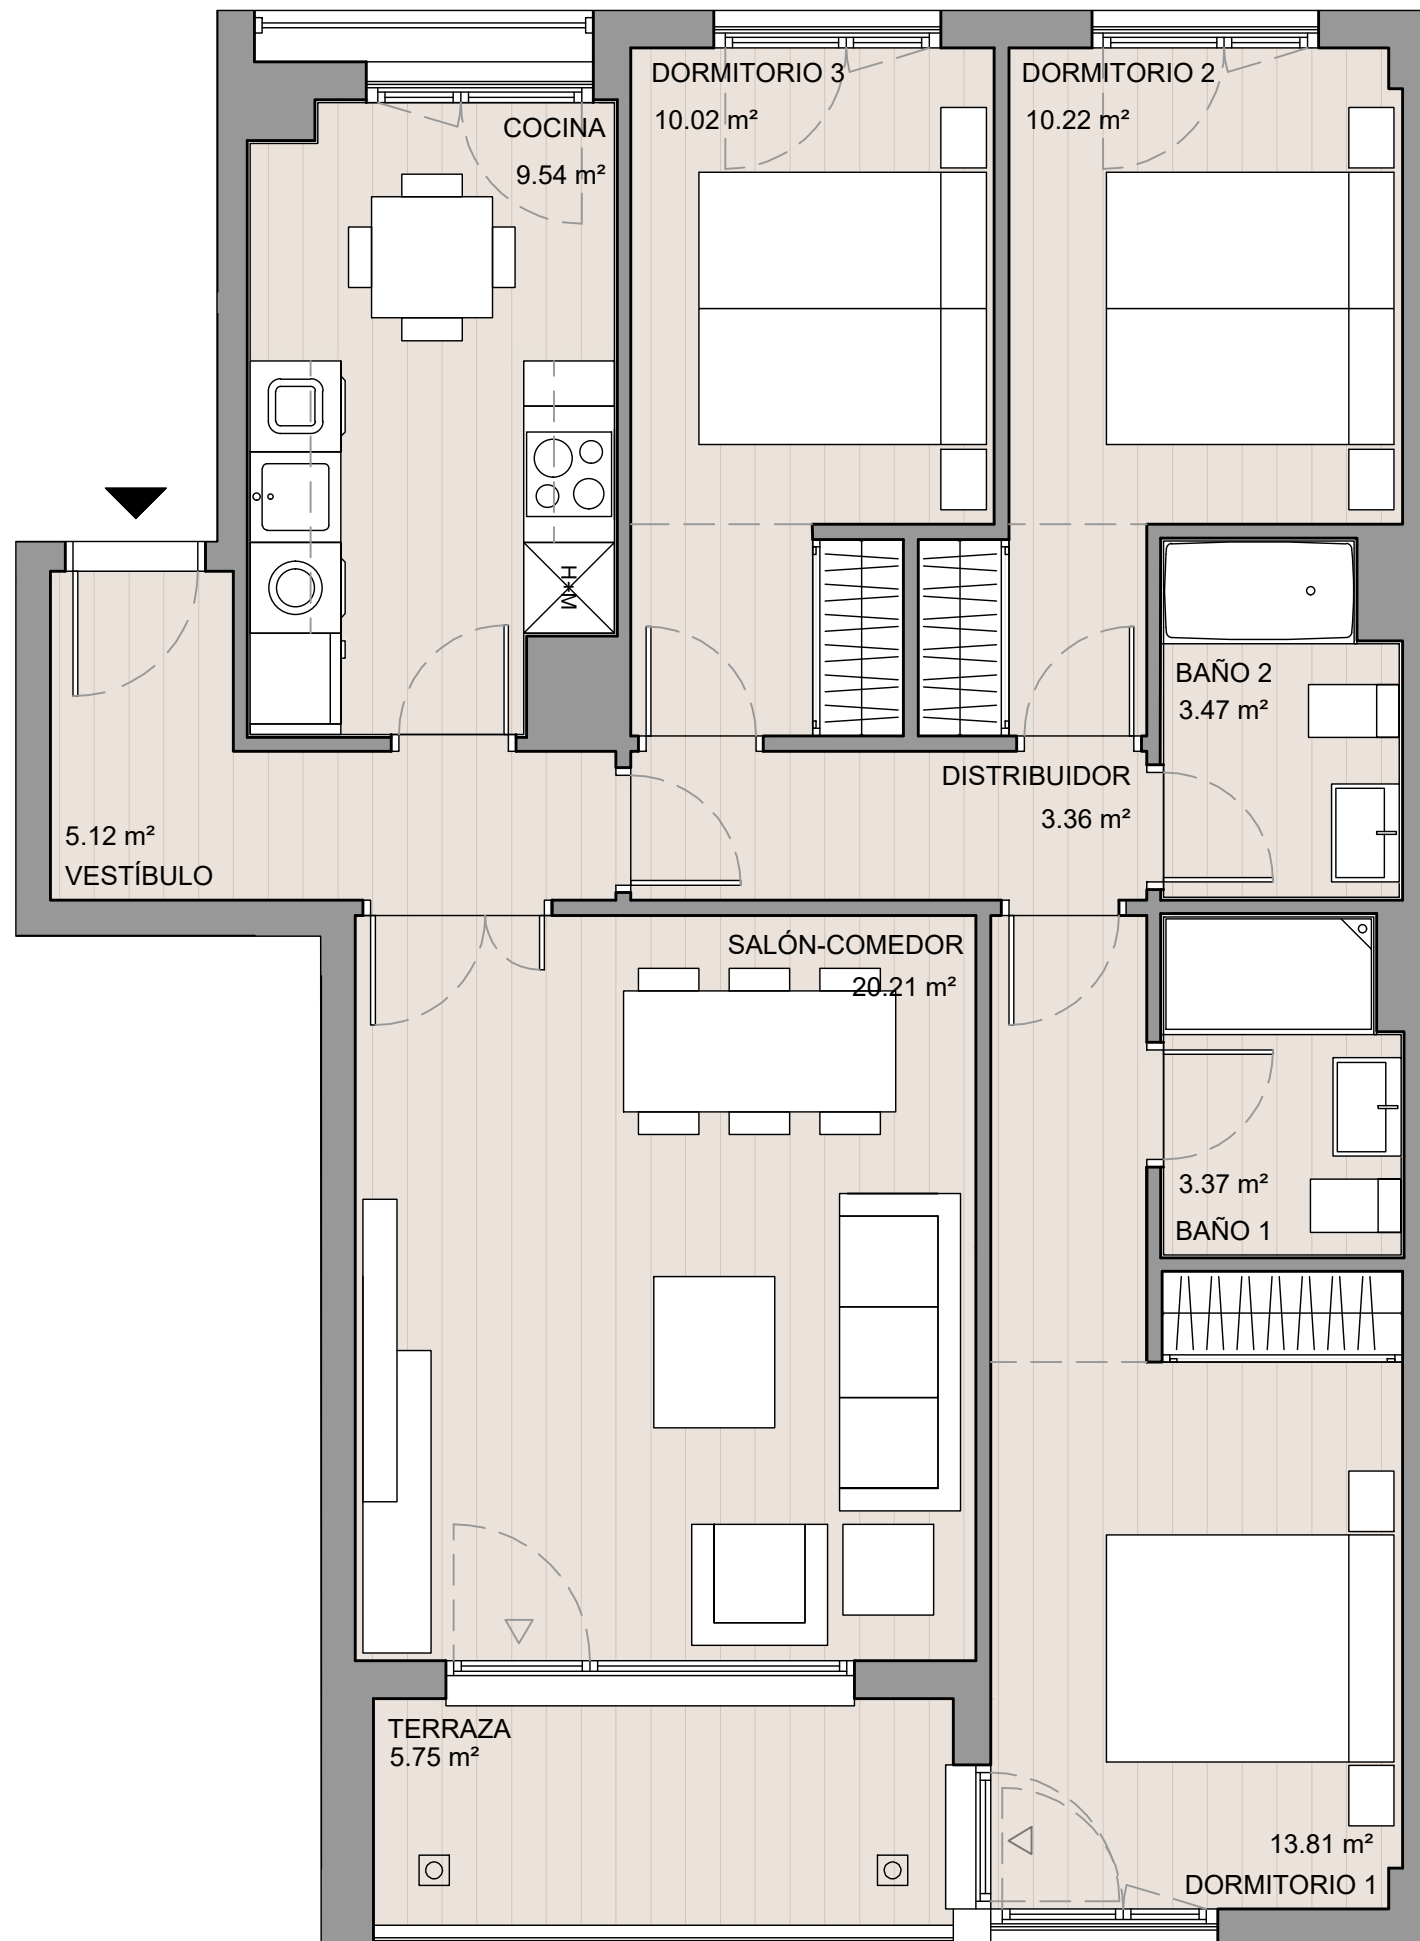 DORMITORIO 3
10.02 m²
DORMITORIO 2
10.22 m²
COCINA
9.54 m²
H+M
BAÑO 2
3.47 m²
DISTRIBUIDOR
3.36 m²
5.12 m²
VESTÍBULO
SALÓN-COMEDOR
20.21 m²
3.37 m²
BAÑO 1
TERRAZA
5.75 m²
13.81 m²
DORMITORIO 1